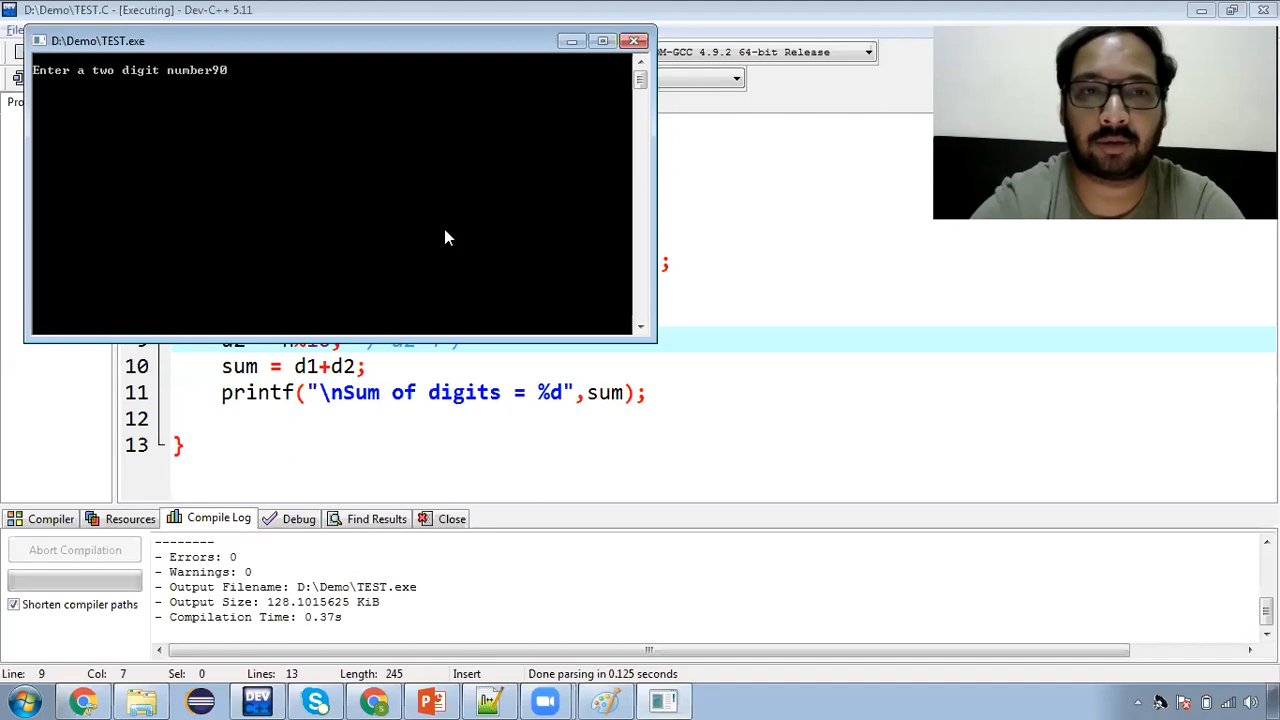 D:\Demo\TEST.C - [Executing] - Dev-C++ 5.11
D:\Demo\TEST.exe
Enter a two digit number90
GCC 4.9.2 64-bit Release
;
10 sum = d1+d2;
11 printf("\nSum of digits = %d",sum);
12
13 }
Compiler Resources Compile Log Debug Find Results Close
Abort Compilation
Shorten compiler paths
--------
- Errors: 0
- Warnings: 0
- Output Filename: D:\Demo\TEST.exe
- Output Size: 128.1015625 KiB
- Compilation Time: 0.37s
Line: 9 Col: 7 Sel: 0 Lines: 13 Length: 245 Insert Done parsing in 0.125 seconds
DEV